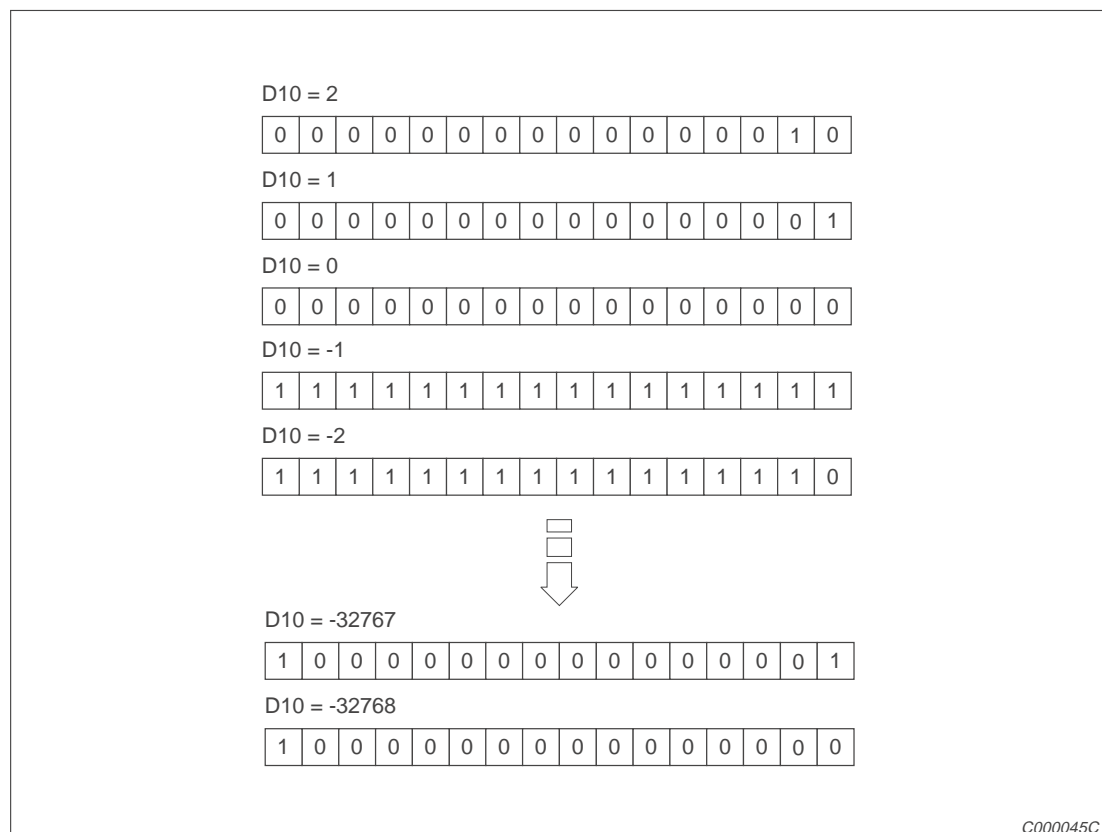 D10 = 2
0 0 0 0 0 0 0 0 0 0 0 0 0 0 1 0
D10 = 1
0 0 0 0 0 0 0 0 0 0 0 0 0 0 0 1
D10 = 0
0 0 0 0 0 0 0 0 0 0 0 0 0 0 0 0
D10 = -1
1 1 1 1 1 1 1 1 1 1 1 1 1 1 1 1
D10 = -2
1 1 1 1 1 1 1 1 1 1 1 1 1 1 1 0
D10 = -32767
1 0 0 0 0 0 0 0 0 0 0 0 0 0 0 1
D10 = -32768
1 0 0 0 0 0 0 0 0 0 0 0 0 0 0 0
C000045C